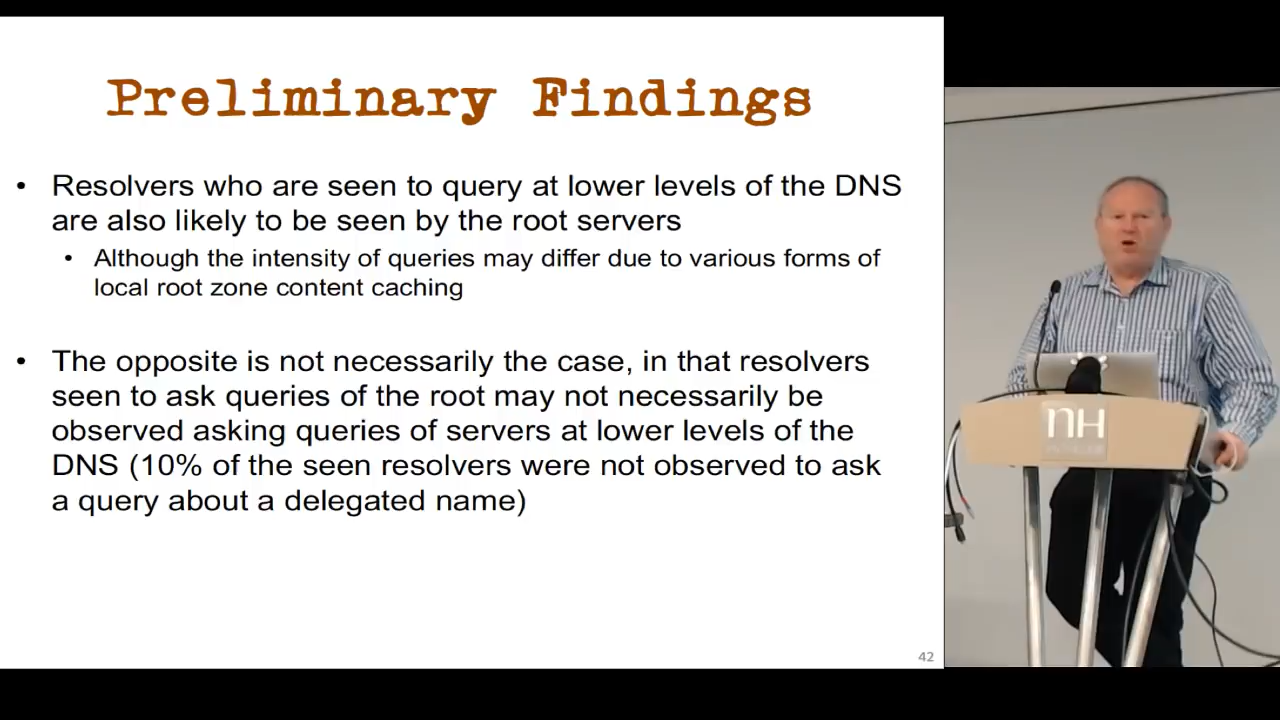 Preliminary Findings
• Resolvers who are seen to query at lower levels of the DNS
are also likely to be seen by the root servers
• Although the intensity of queries may differ due to various forms of
local root zone content caching
• The opposite is not necessarily the case, in that resolvers
seen to ask queries of the root may not necessarily be
observed asking queries of servers at lower levels of the
DNS (10% of the seen resolvers were not observed to ask
a query about a delegated name)
42
nH